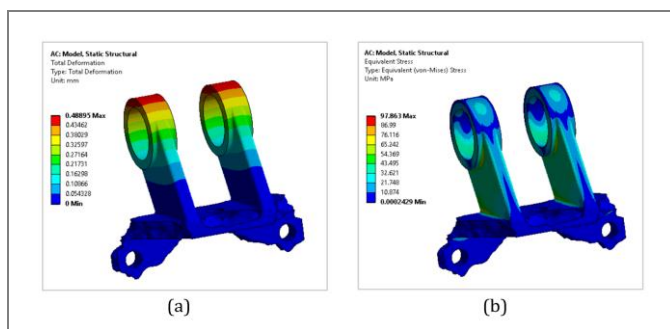 AC: Model, Static Structural
Total Deformation
Type: Total Deformation
Unit: mm
0.48895 Max
0.43462
0.38029
0.32597
0.27164
0.21731
0.16298
0.10866
0.054328
0 Min
(a)
AC: Model, Static Structural
Equivalent Stress
Type: Equivalent (von-Mises) Stress
Unit: MPa
97.863 Max
86.99
76.116
65.242
54.369
43.495
32.621
21.748
10.874
0.0002429 Min
(b)